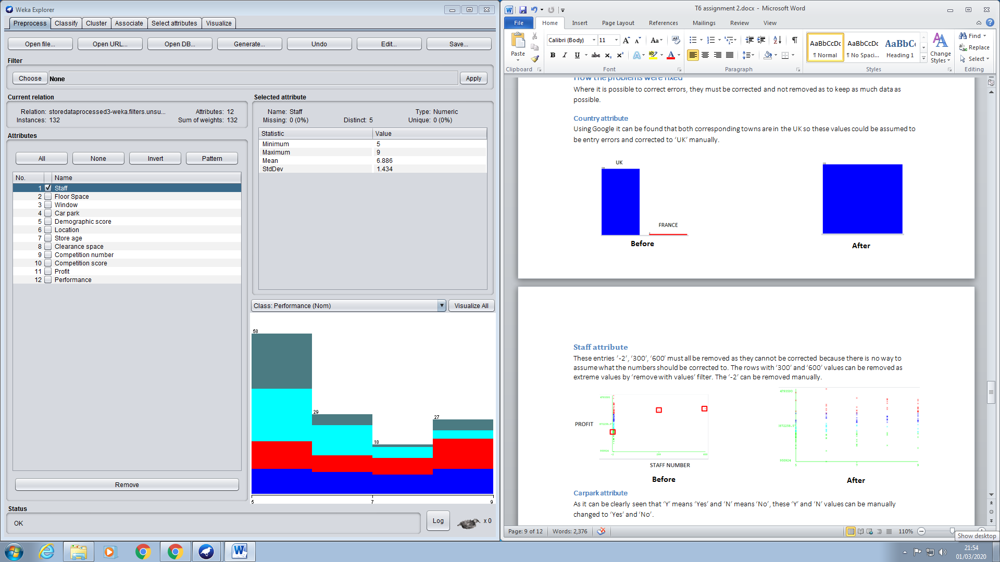 Weka Explorer
Preprocess Classify Cluster Associate Select attributes Visualize
Open file... Open URL... Open DB... Generate... Undo Edit... Save...
Filter
Choose None Apply
Current relation
Relation: storedataprocessed3-weka.filters.unsu... Attributes: 12
Instances: 132 Sum of weights: 132
Attributes
All None Invert Pattern
No. Name
1 Staff
2 Floor Space
3 Window
4 Car park
5 Demographic score
6 Location
7 Store age
8 Clearance space
9 Competition number
10 Competition score
11 Profit
12 Performance
Remove
Status
OK
Log x 0
Selected attribute
Name: Staff Type: Numeric
Missing: 0 (0%) Distinct: 5 Unique: 0 (0%)
Statistic Value
Minimum 5
Maximum 9
Mean 6.886
StdDev 1.434
Class: Performance (Nom) Visualize All
58
29
18
27
5 7 9
T6 assignment 2.docx - Microsoft Word
File Home Insert Page Layout References Mailings Review View
Paste
Clipboard
Calibri (Body) 11
Font
Paragraph
AaBbCcDc AaBbCcDc AaBbC
¶ Normal ¶ No Spaci... Heading 1
Change Styles
Styles
Find
Replace
Select
Editing
How the problems were fixed
Where it is possible to correct errors, they must be corrected and not removed as to keep as much data as
possible.
Country attribute
Using Google it can be found that both corresponding towns are in the UK so these values could be assumed to
be entry errors and corrected to ‘UK’ manually.
UK
FRANCE
Before After
Staff attribute
These entries ‘-2’, ‘300’, ‘600’ must all be removed as they cannot be corrected because there is no way to
assume what the numbers should be corrected to. The rows with ‘300’ and ‘600’ values can be removed as
extreme values by ‘remove with values’ filter. The ‘-2’ can be removed manually.
PROFIT
STAFF NUMBER
Before After
Carpark attribute
As it can be clearly seen that ‘Y’ means ‘Yes’ and ‘N’ means ‘No’, these ‘Y’ and ‘N’ values can be manually
changed to ‘Yes’ and ‘No’.
Page: 9 of 12 Words: 2,376 110%
Show desktop
21:54
01/03/2020